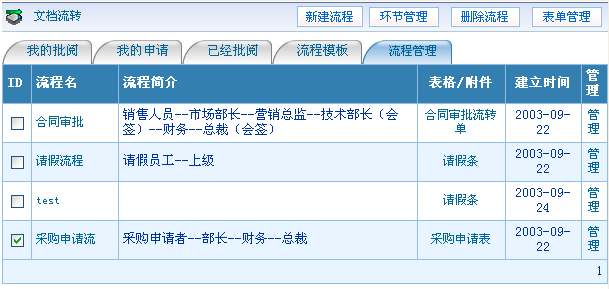 文档流转 新建流程 环节管理 删除流程 表单管理
我的批阅 我的申请 已经批阅 流程模板 流程管理
ID 流程名 流程简介 表格/附件 建立时间 管理
合同审批 销售人员--市场部长--营销总监--技术部长（会签）--财务--总裁（会签） 合同审批流转单 2003-09-22 管理
请假流程 请假员工--上级 请假条 2003-09-22 管理
test 请假条 2003-09-24 管理
采购申请流 采购申请者--部长--财务--总裁 采购申请表 2003-09-22 管理
1